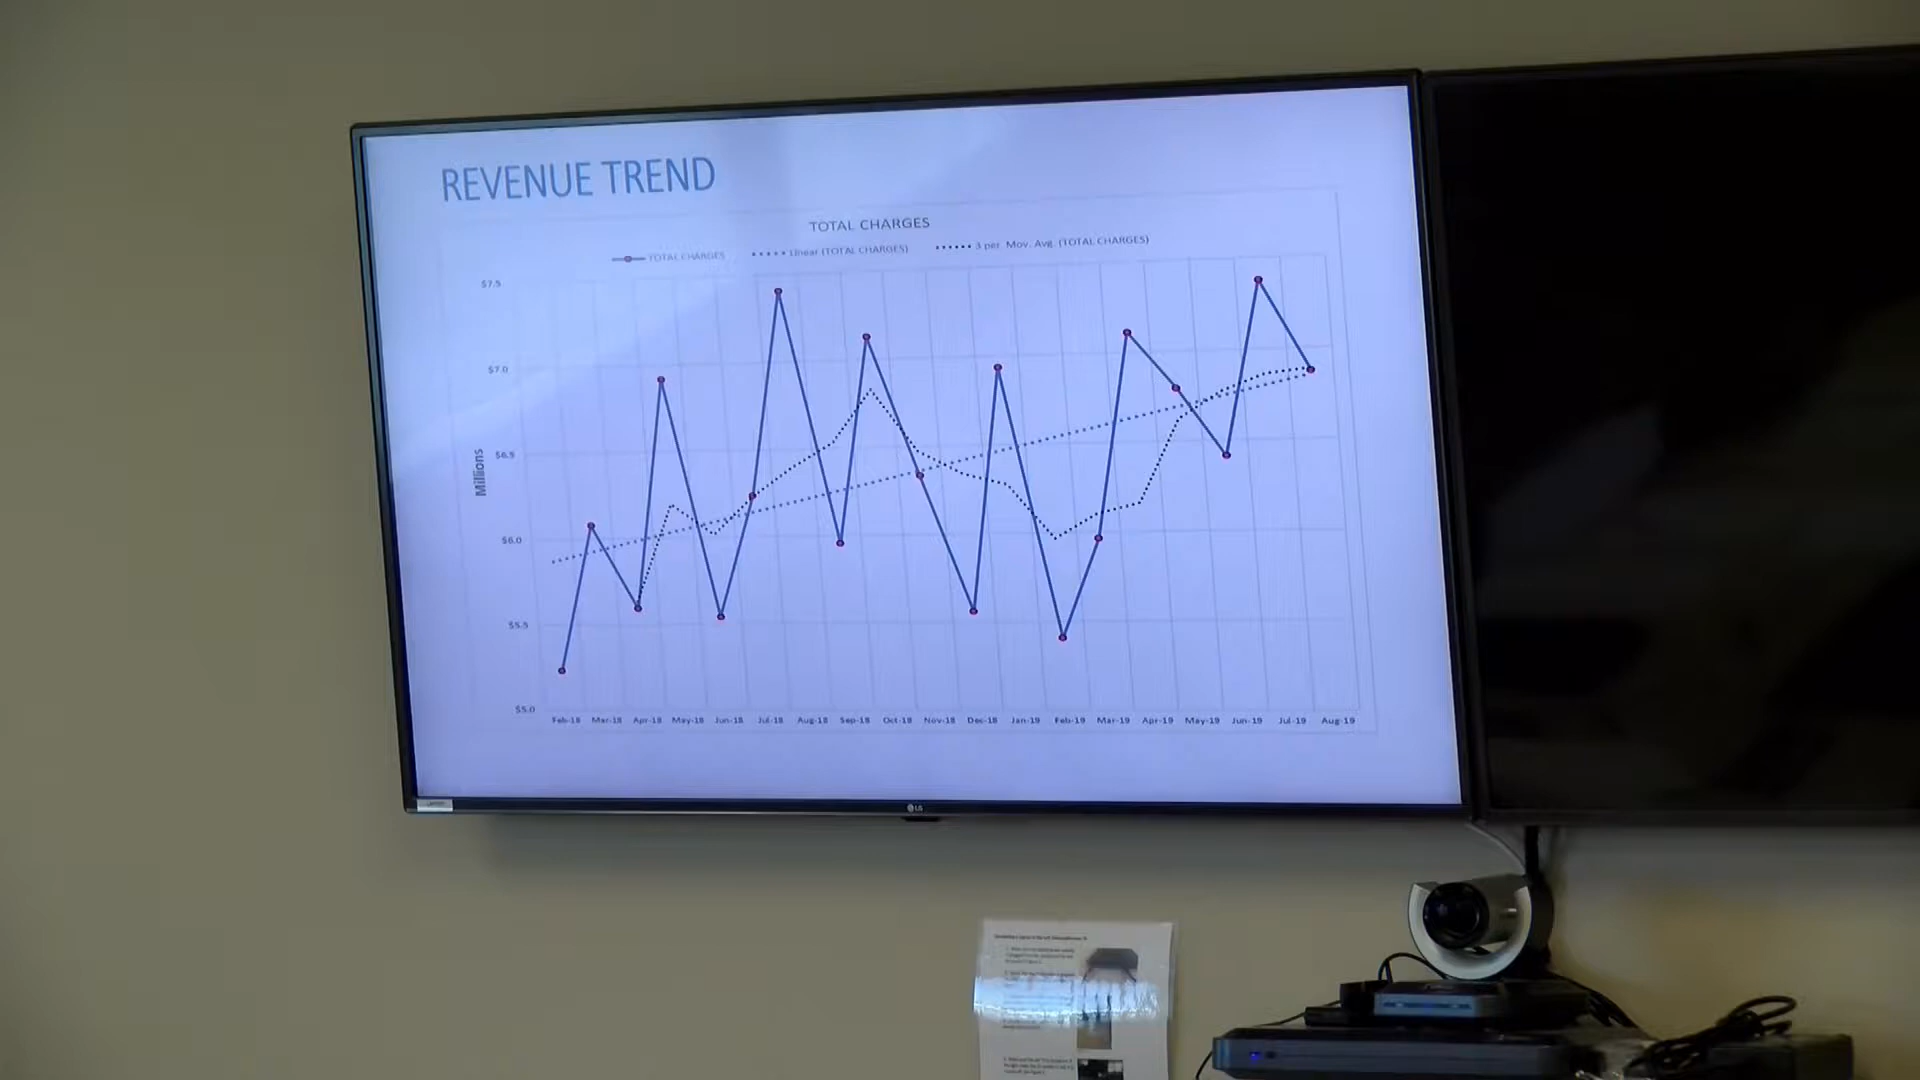 REVENUE TREND
TOTAL CHARGES
TOTAL CHARGES Linear (TOTAL CHARGES) 3 per. Mov. Avg. (TOTAL CHARGES)
$7.5
$7.0
$6.5
$6.0
$5.5
$5.0
Millions
Feb-18 Mar-18 Apr-18 May-18 Jun-18 Jul-18 Aug-18 Sep-18 Oct-18 Nov-18 Dec-18 Jan-19 Feb-19 Mar-19 Apr-19 May-19 Jun-19 Jul-19 Aug-19
LG